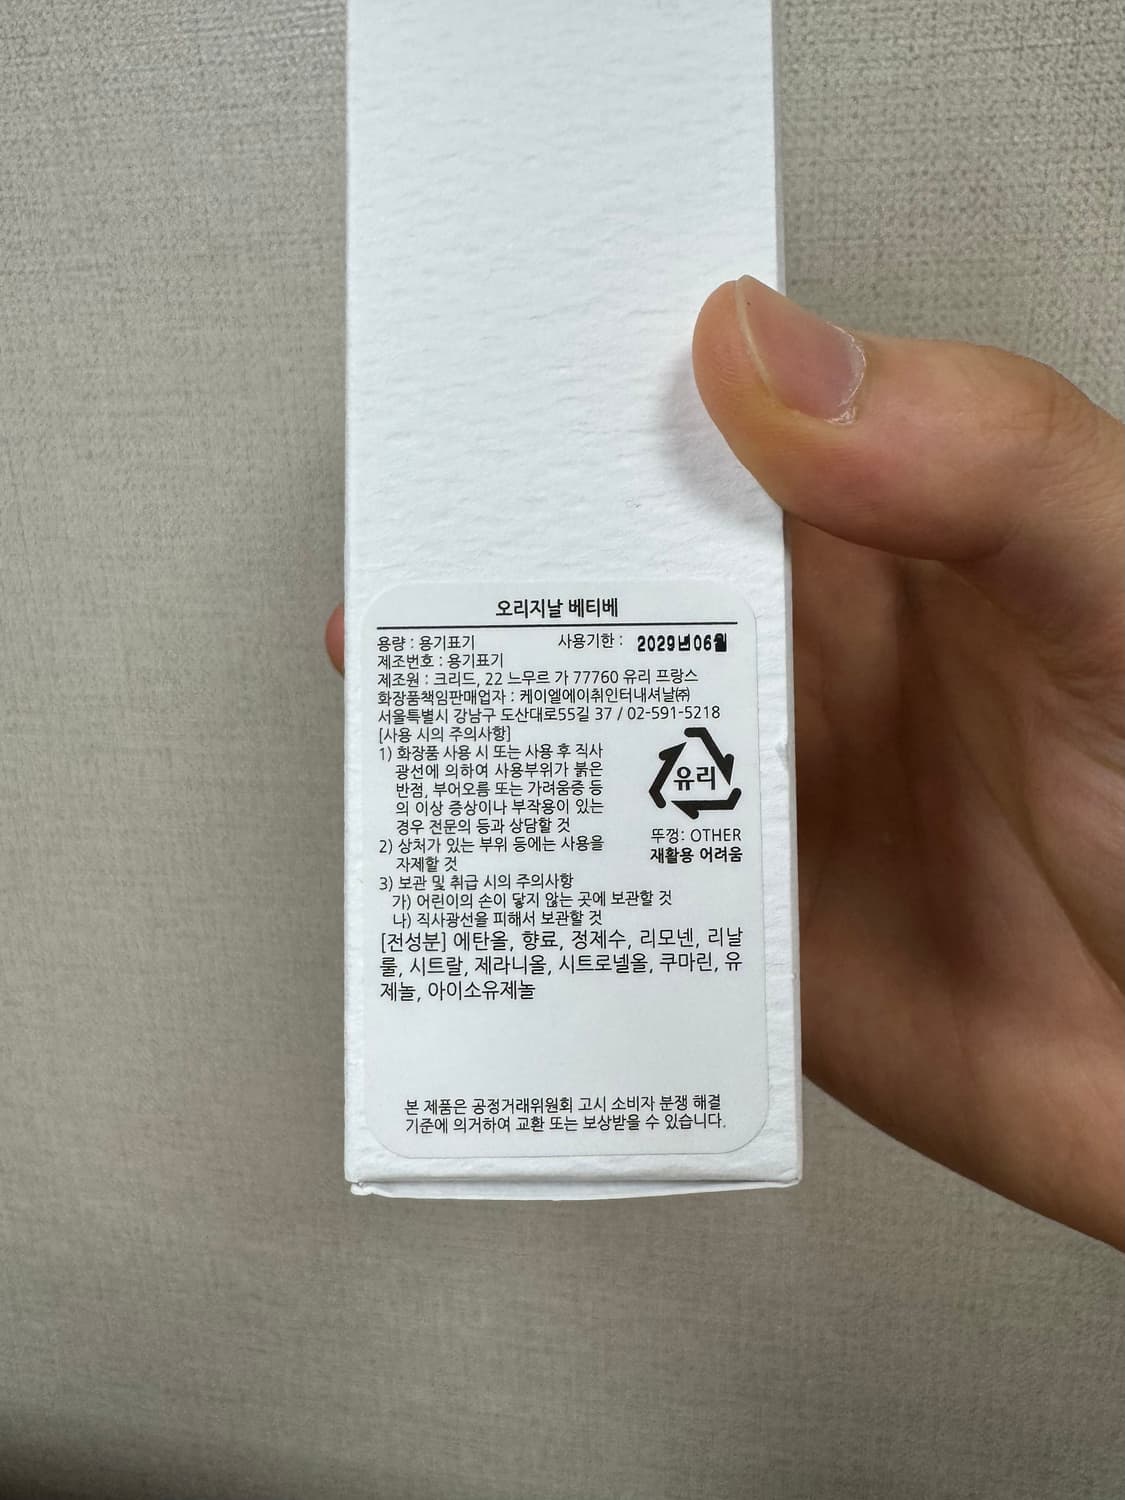 오리지날 베티베
용량 : 용기표기 사용기한 : 2029년06월
제조번호 : 용기표기
제조원 : 크리드, 22 느무르 가 77760 유리 프랑스
화장품책임판매업자 : 케이엘에이취인터내셔날㈜
서울특별시 강남구 도산대로55길 37 / 02-591-5218
[사용 시의 주의사항]
1) 화장품 사용 시 또는 사용 후 직사
광선에 의하여 사용부위가 붉은
반점, 부어오름 또는 가려움증 등
의 이상 증상이나 부작용이 있는
경우 전문의 등과 상담할 것
2) 상처가 있는 부위 등에는 사용을
자제할 것
3) 보관 및 취급 시의 주의사항
가) 어린이의 손이 닿지 않는 곳에 보관할 것
나) 직사광선을 피해서 보관할 것
유리
뚜껑: OTHER
재활용 어려움
[전성분] 에탄올, 향료, 정제수, 리모넨, 리날
룰, 시트랄, 제라니올, 시트로넬올, 쿠마린, 유
제놀, 아이소유제놀
본 제품은 공정거래위원회 고시 소비자 분쟁 해결
기준에 의거하여 교환 또는 보상받을 수 있습니다.